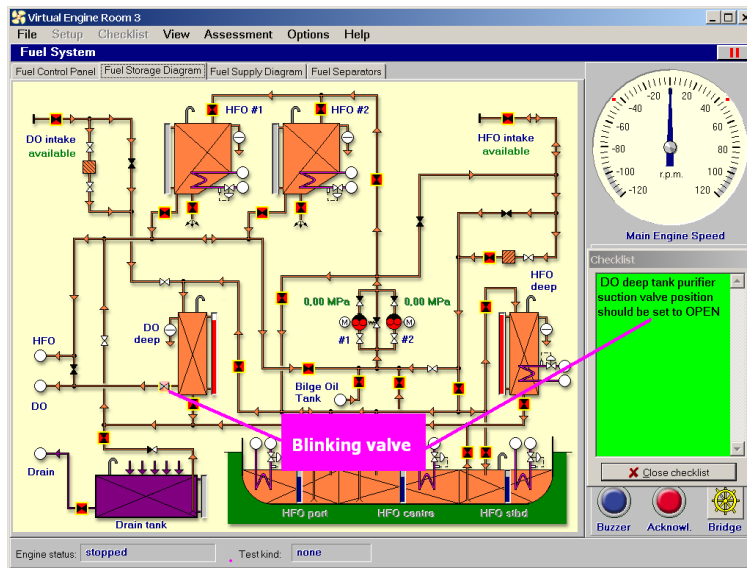 Virtual Engine Room 3
File Setup Checklist View Assessment Options Help
Fuel System
Fuel Control Panel Fuel Storage Diagram Fuel Supply Diagram Fuel Separators
HFO #1
HFO #2
DO intake
available
HFO intake
available
0,00 MPa
0,00 MPa
HFO
deep
DO
deep
M
M
#1
#2
HFO
DO
Bilge Oil
Tank
Blinking valve
Drain
Drain tank
HFO port
HFO centre
HFO stbd
-20 20
-40 40
-60 60
-80 80
-100 100
-120 120
r.p.m.
Main Engine Speed
Checklist
DO deep tank purifier
suction valve position
should be set to OPEN
Close checklist
Buzzer Acknowl. Bridge
Engine status: stopped Test kind: none